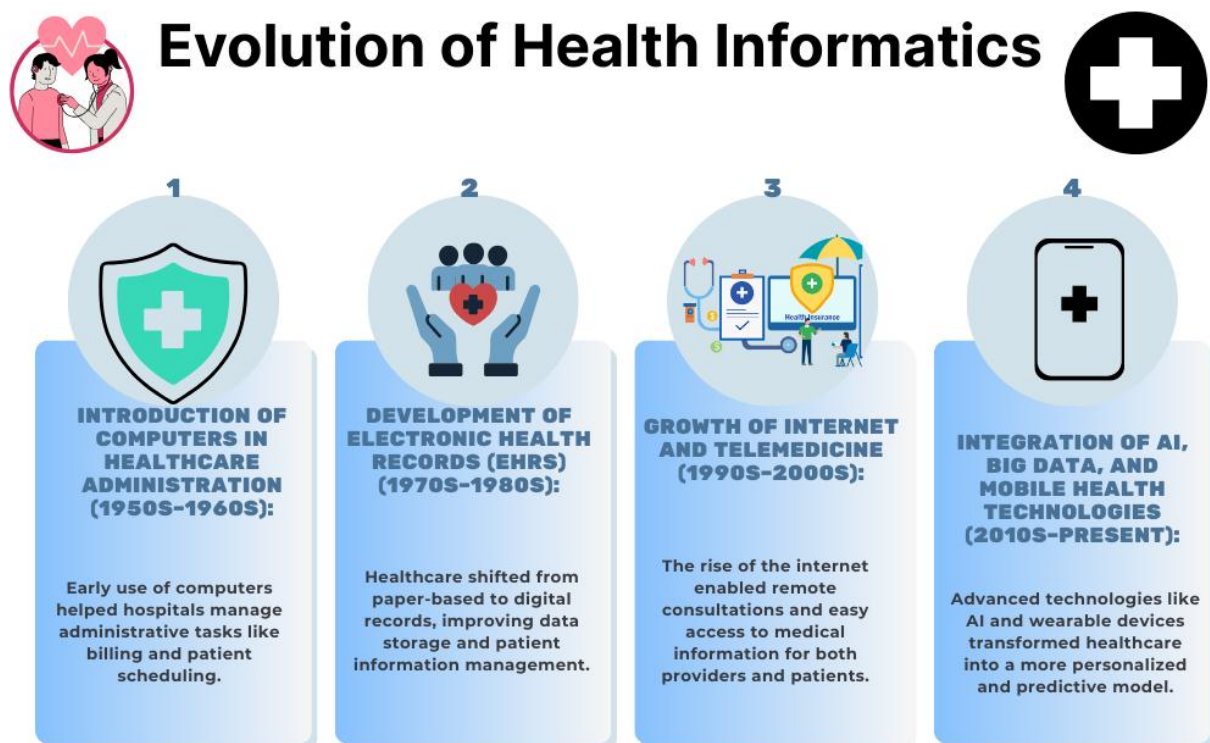 Evolution of Health Informatics
1
INTRODUCTION OF
COMPUTERS IN
HEALTHCARE
ADMINISTRATION
(1950S–1960S):
Early use of computers
helped hospitals manage
administrative tasks like
billing and patient
scheduling.
2
DEVELOPMENT OF
ELECTRONIC HEALTH
RECORDS (EHRS)
(1970S–1980S):
Healthcare shifted from
paper-based to digital
records, improving data
storage and patient
information management.
3
Health Insurance
GROWTH OF INTERNET
AND TELEMEDICINE
(1990S–2000S):
The rise of the internet
enabled remote
consultations and easy
access to medical
information for both
providers and patients.
4
INTEGRATION OF AI,
BIG DATA, AND
MOBILE HEALTH
TECHNOLOGIES
(2010S–PRESENT):
Advanced technologies like
AI and wearable devices
transformed healthcare
into a more personalized
and predictive model.